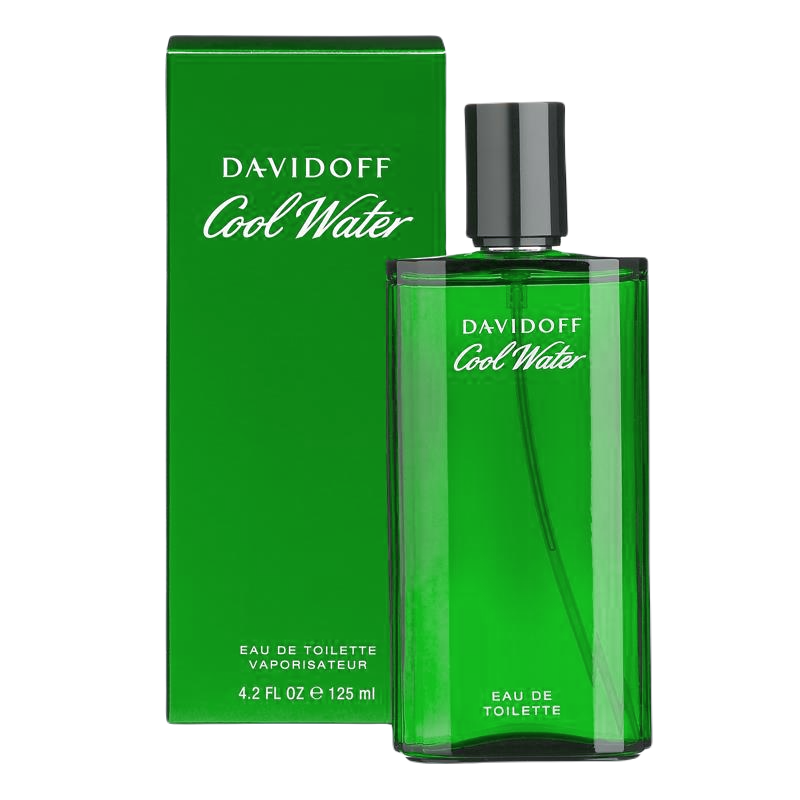 DAVIDOFF
Cool Water
EAU DE TOILETTE
VAPORISATEUR
4.2 FL OZ ℮ 125 ml
DAVIDOFF
Cool Water
EAU DE
TOILETTE